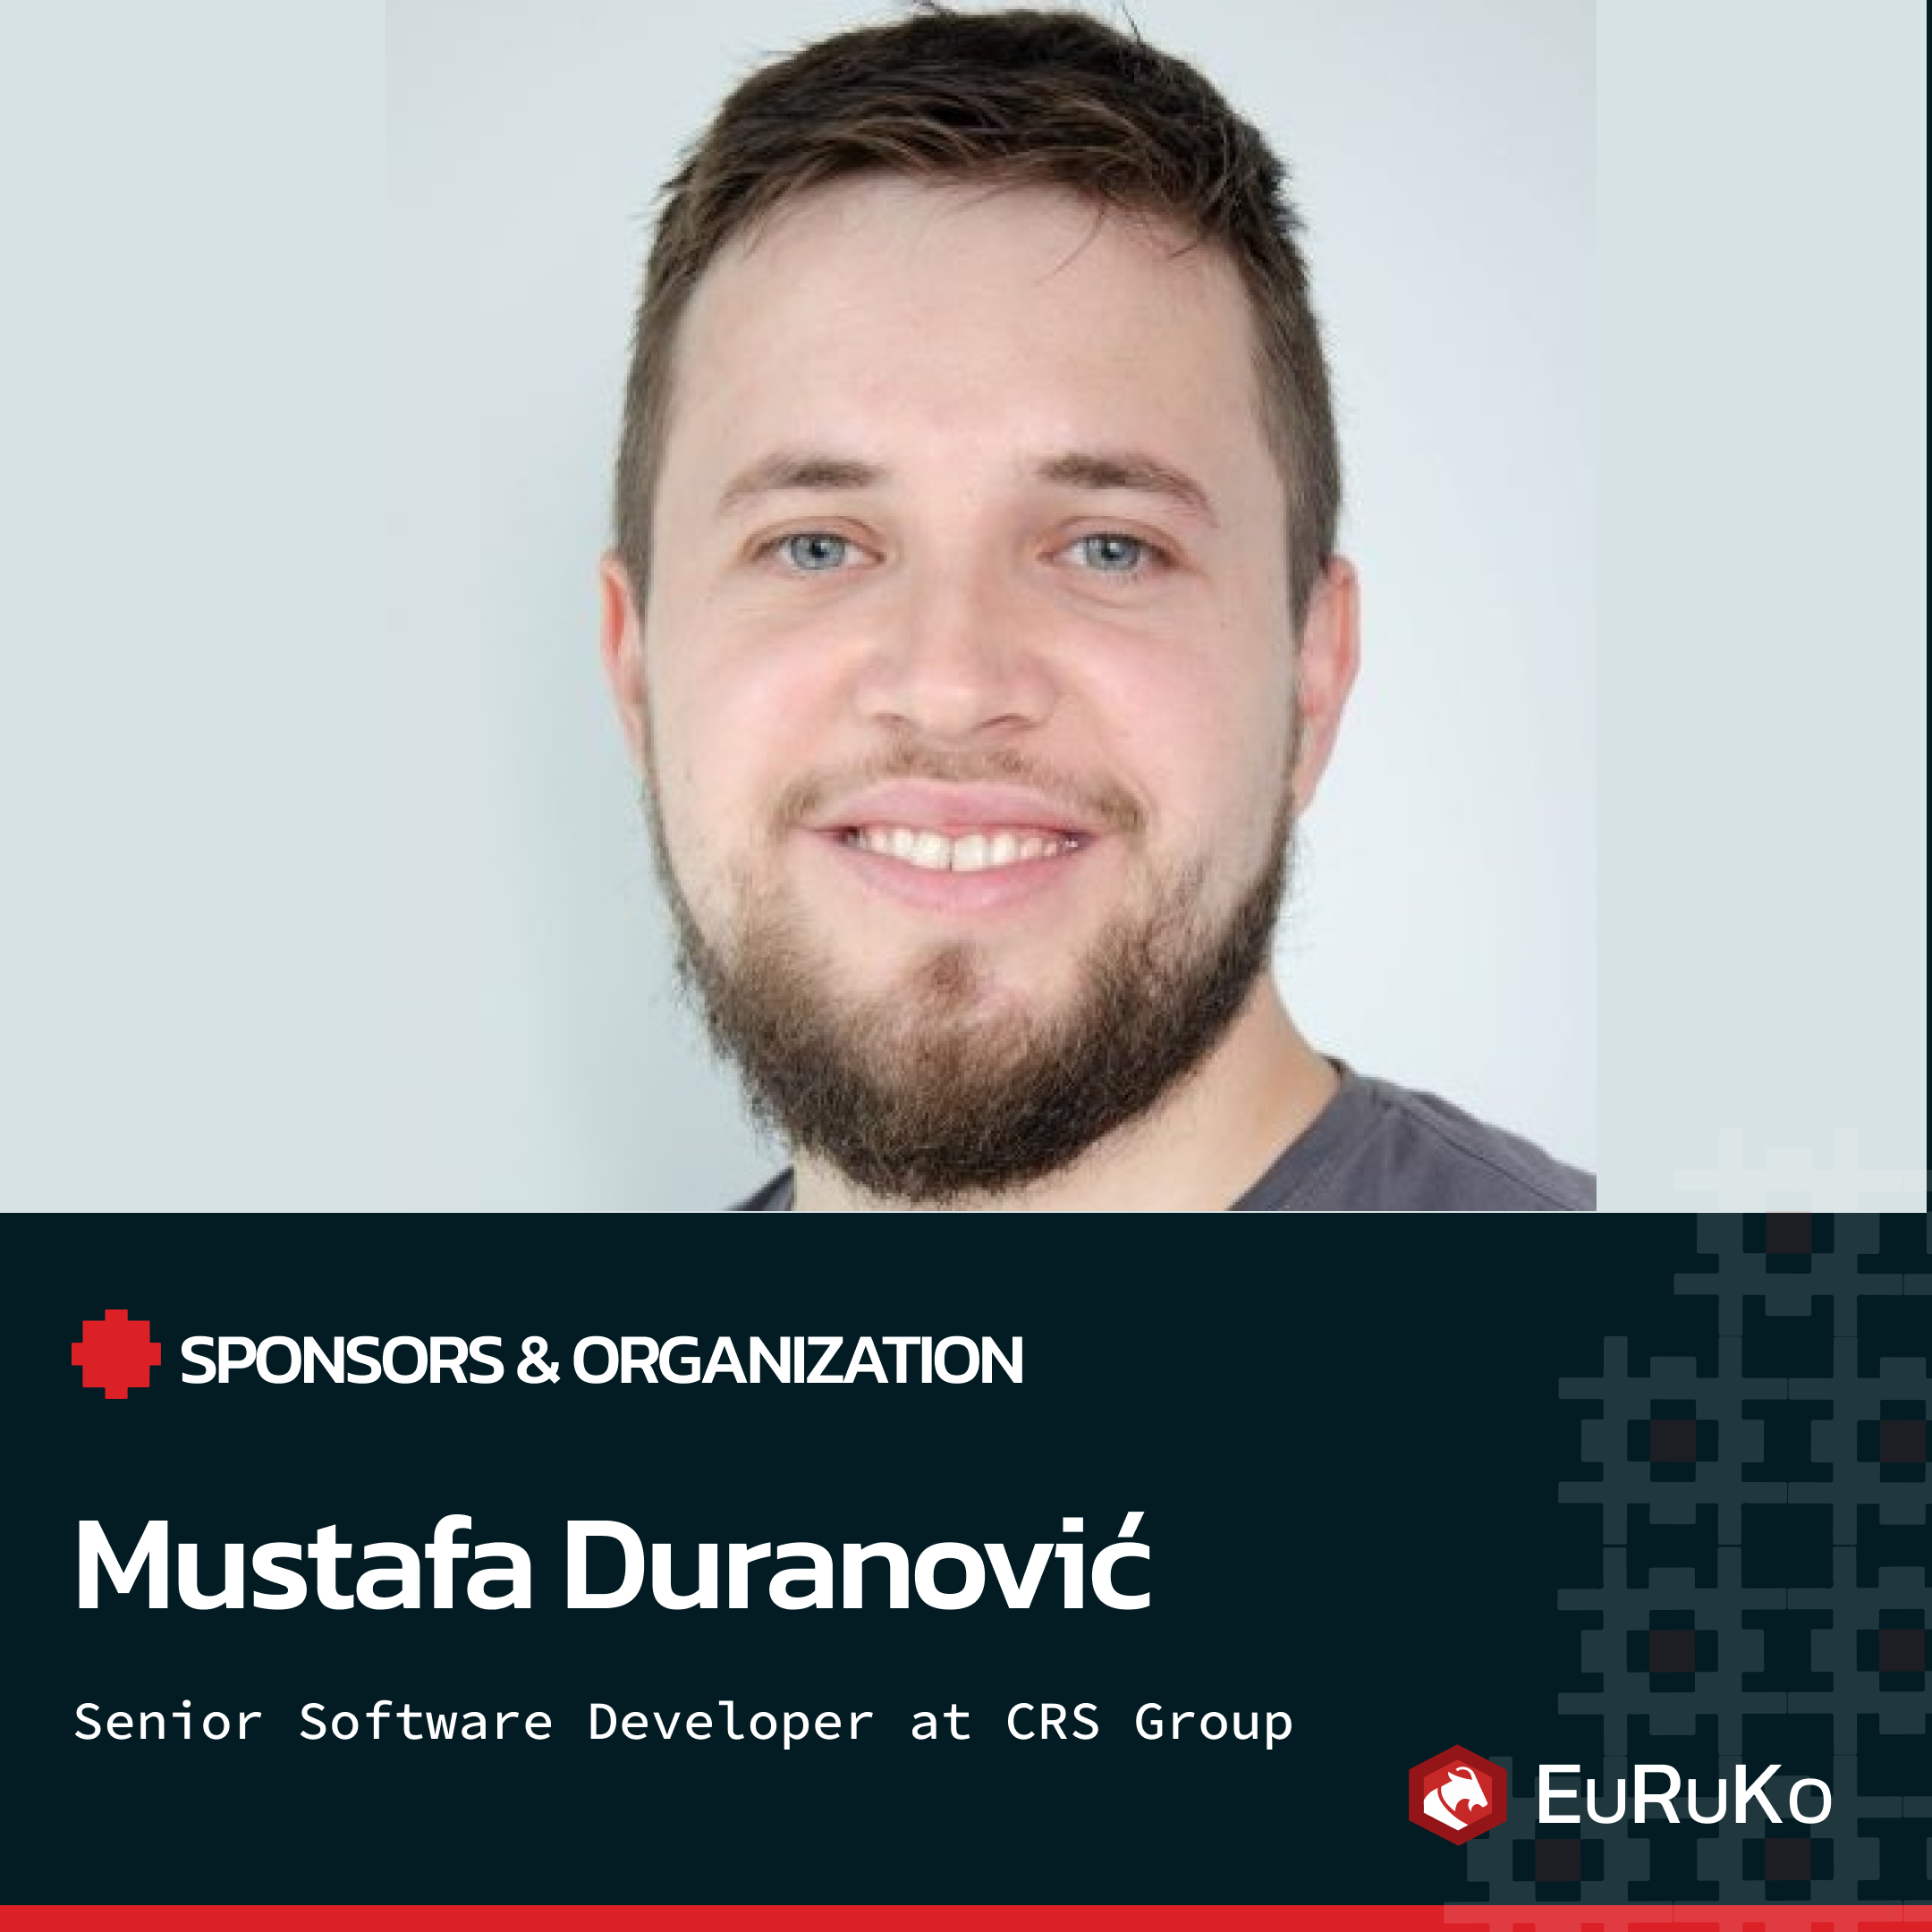 SPONSORS & ORGANIZATION
Mustafa Duranović
Senior Software Developer at CRS Group
EuRuKo